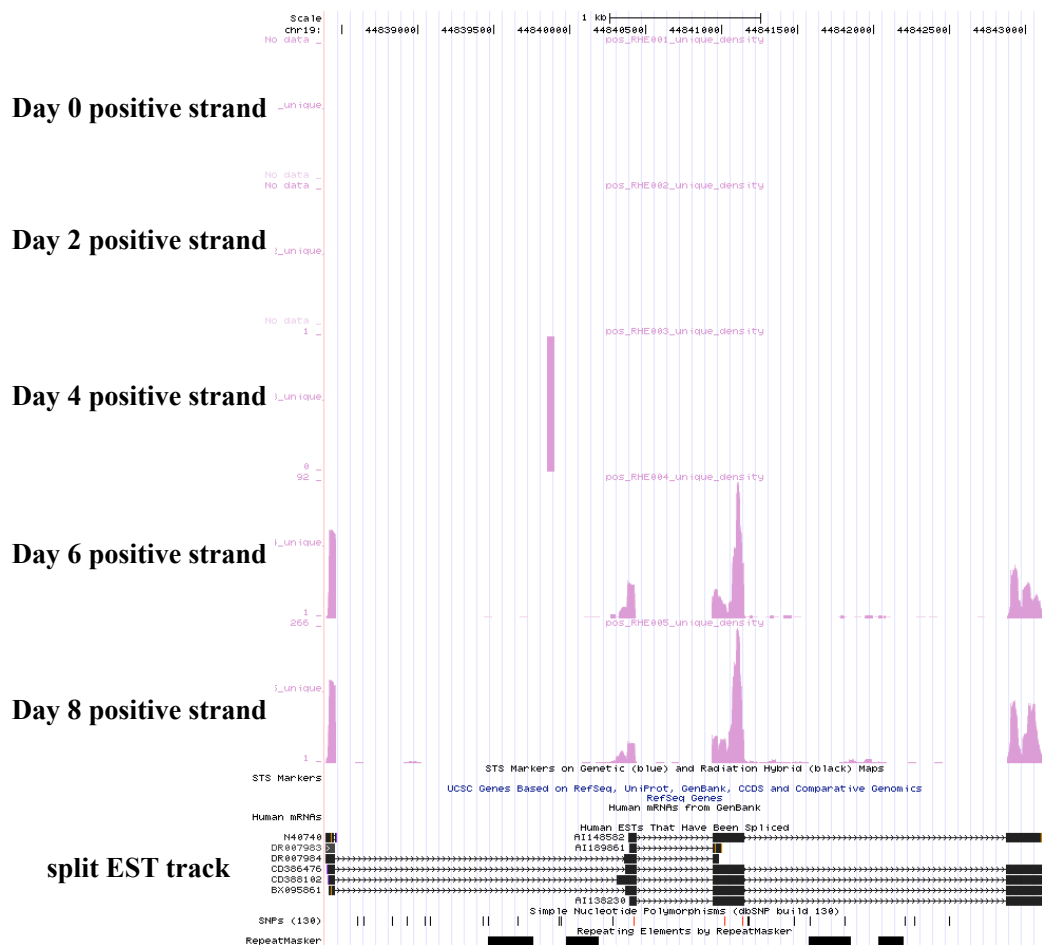 Scale 1 kb
chr19: 44839000 44839500 44840000 44840500 44841000 44841500 44842000 44842500 44843000
No data _ pos_RHE001_unique_density
Day 0 positive strand _unique
No data _
No data _ pos_RHE002_unique_density
Day 2 positive strand 2_unique
No data _
1 _ pos_RHE003_unique_density
Day 4 positive strand 3_unique
0 _
92 _ pos_RHE004_unique_density
Day 6 positive strand 4_unique
1 _
266 _ pos_RHE005_unique_density
Day 8 positive strand 5_unique
1 _
STS Markers on Genetic (blue) and Radiation Hybrid (black) Maps
STS Markers
UCSC Genes Based on RefSeq, UniProt, GenBank, CCDS and Comparative Genomics
RefSeq Genes
Human mRNAs from GenBank
Human mRNAs
Human ESTs That Have Been Spliced
N40740 AI148582
DR007983 AI189861
DR007984
split EST track CD386476
CD388102
BX095861
AI138230
Simple Nucleotide Polymorphisms (dbSNP build 130)
SNPs (130)
Repeating Elements by RepeatMasker
RepeatMasker